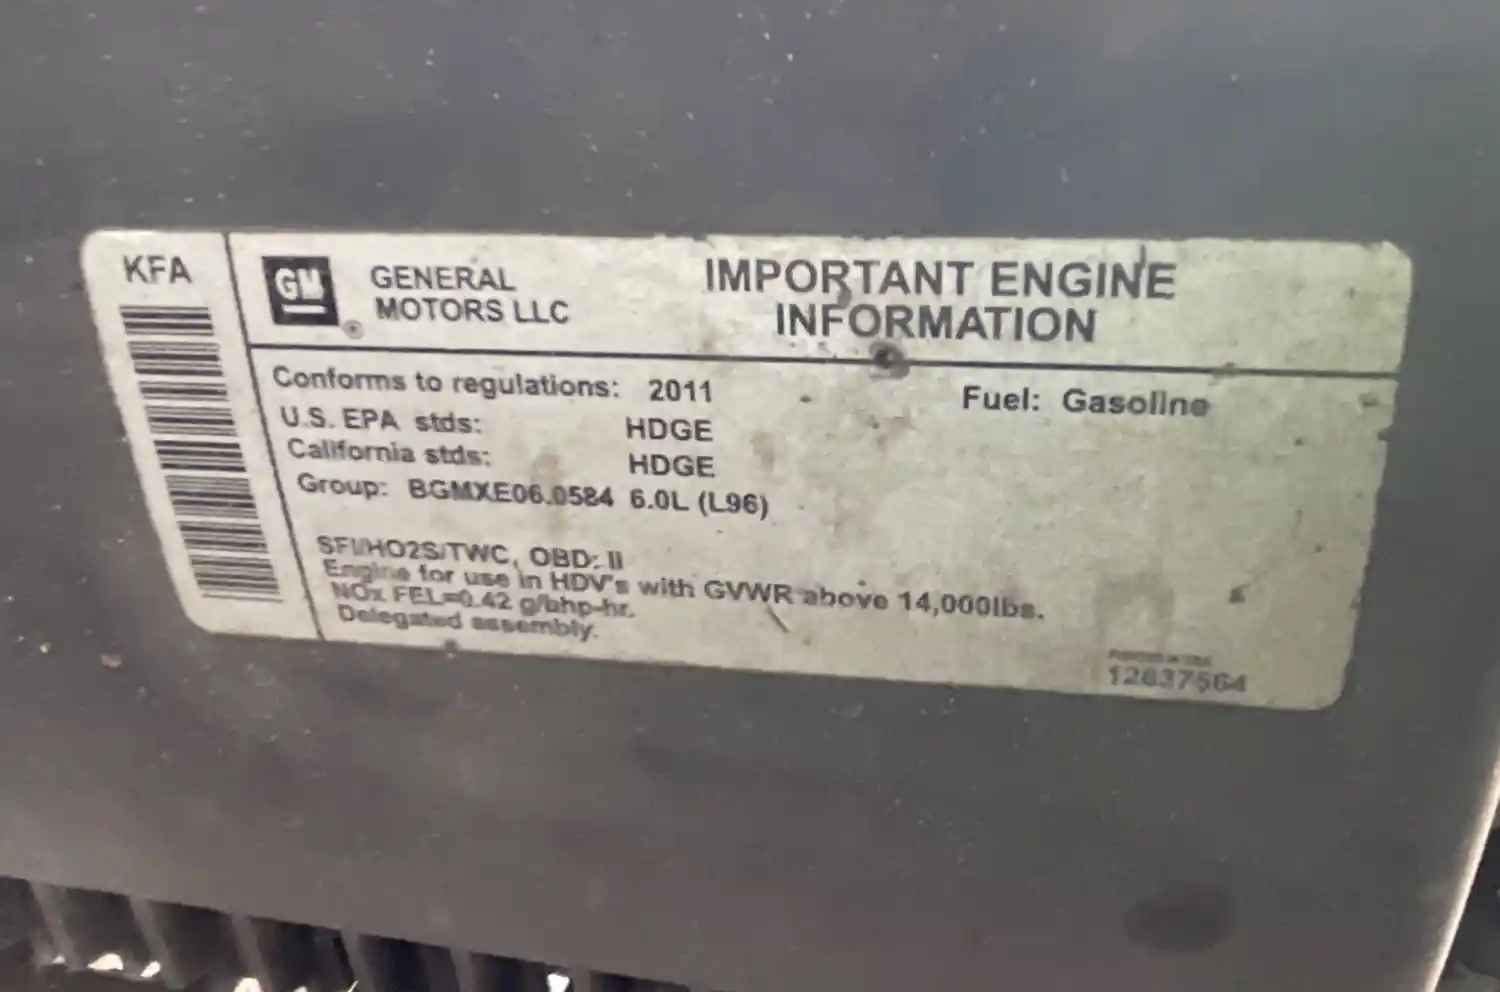 KFA
GM
®
GENERAL
MOTORS LLC
IMPORTANT ENGINE
INFORMATION
Conforms to regulations: 2011
Fuel: Gasoline
U.S. EPA stds: HDGE
California stds: HDGE
Group: BGMXE06.0584 6.0L (L96)
SFI/HO2S/TWC, OBD: II
Engine for use in HDV's with GVWR above 14,000lbs.
NOx FEL=0.42 g/bhp-hr.
Delegated assembly.
12637564